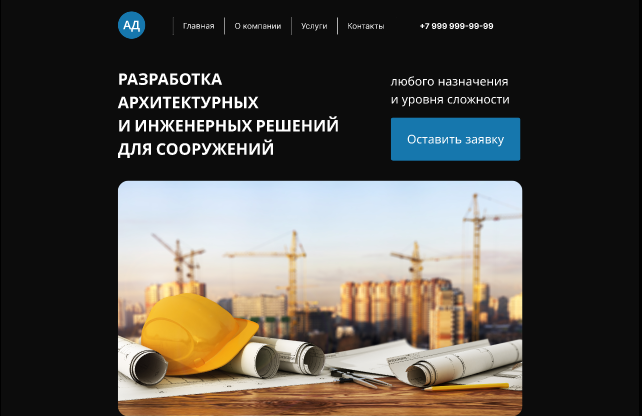 АД
Главная
О компании
Услуги
Контакты
+7 999 999-99-99
РАЗРАБОТКА
АРХИТЕКТУРНЫХ
И ИНЖЕНЕРНЫХ РЕШЕНИЙ
ДЛЯ СООРУЖЕНИЙ
любого назначения
и уровня сложности
Оставить заявку